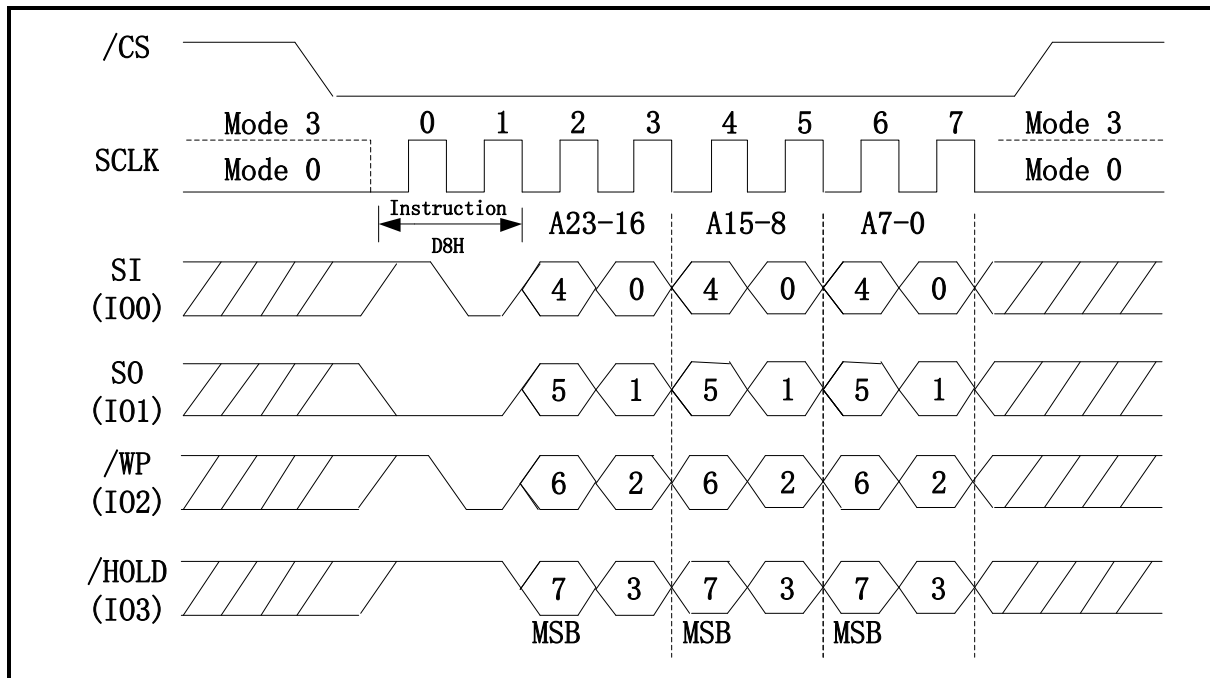 /CS
Mode 3 0 1 2 3 4 5 6 7 Mode 3
SCLK
Mode 0 Mode 0
Instruction A23-16 A15-8 A7-0
D8H
SI
(IO0) 4 0 4 0 4 0
SO
(IO1) 5 1 5 1 5 1
/WP
(IO2) 6 2 6 2 6 2
/HOLD
(IO3) 7 3 7 3 7 3
MSB MSB MSB